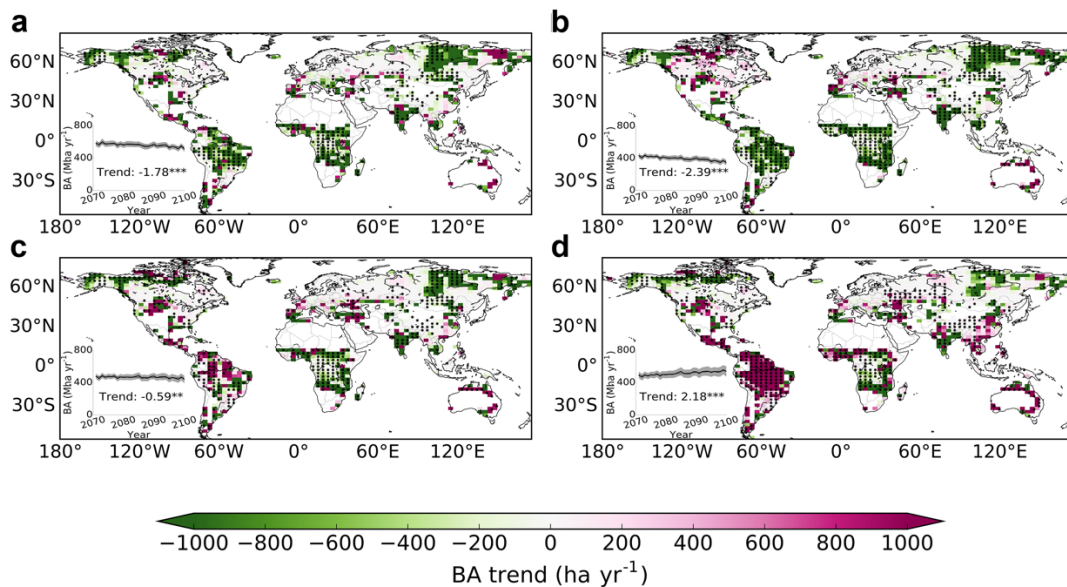 a
b
60°N
30°N
0°
30°S
BA (Mha yr⁻¹)
800
400
0
Trend: -1.78***
2070 2080 2090 2100
Year
60°N
30°N
0°
30°S
BA (Mha yr⁻¹)
800
400
0
Trend: -2.39***
2070 2080 2090 2100
Year
180° 120°W 60°W 0° 60°E 120°E
180° 120°W 60°W 0° 60°E 120°E
c
d
60°N
30°N
0°
30°S
BA (Mha yr⁻¹)
800
400
0
Trend: -0.59**
2070 2080 2090 2100
Year
60°N
30°N
0°
30°S
BA (Mha yr⁻¹)
800
400
0
Trend: 2.18***
2070 2080 2090 2100
Year
180° 120°W 60°W 0° 60°E 120°E
180° 120°W 60°W 0° 60°E 120°E
−1000 −800 −600 −400 −200 0 200 400 600 800 1000
BA trend (ha yr⁻¹)